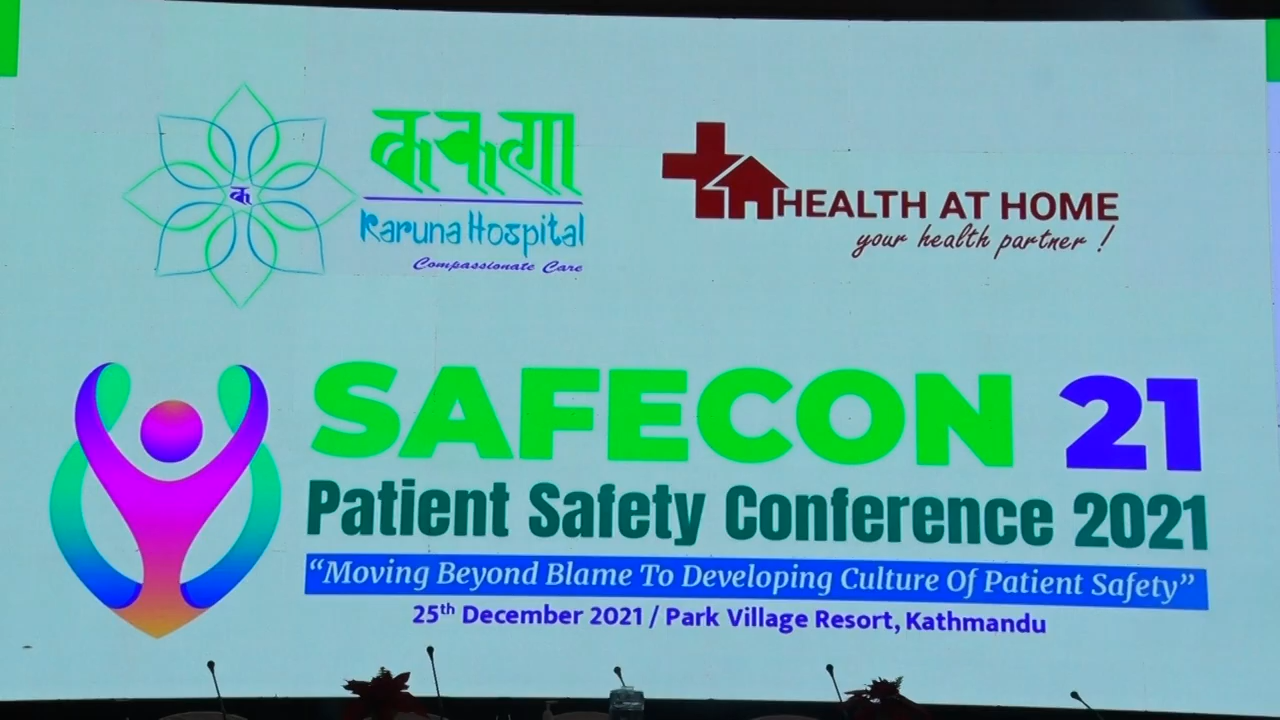 क
करुणा
Karuna Hospital
Compassionate Care
HEALTH AT HOME
your health partner !
SAFECON 21
Patient Safety Conference 2021
“Moving Beyond Blame To Developing Culture Of Patient Safety”
25th December 2021 / Park Village Resort, Kathmandu